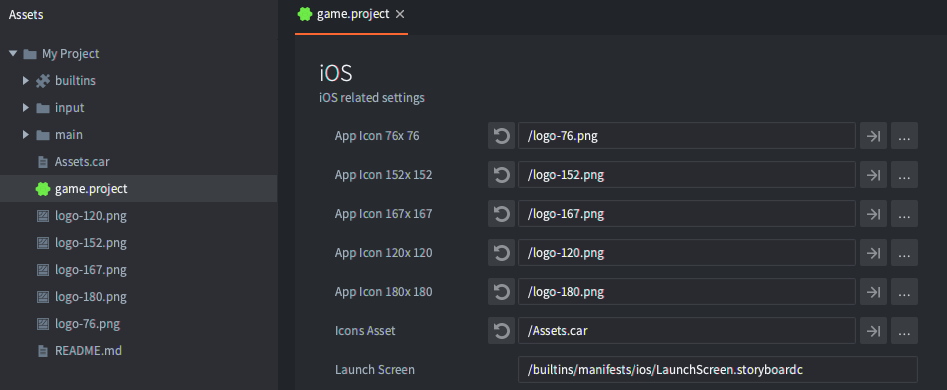 Assets
My Project
builtins
input
main
Assets.car
game.project
logo-120.png
logo-152.png
logo-167.png
logo-180.png
logo-76.png
README.md
game.project
iOS
iOS related settings
App Icon 76x 76 /logo-76.png ...
App Icon 152x 152 /logo-152.png ...
App Icon 167x 167 /logo-167.png ...
App Icon 120x 120 /logo-120.png ...
App Icon 180x 180 /logo-180.png ...
Icons Asset /Assets.car ...
Launch Screen /builtins/manifests/ios/LaunchScreen.storyboardc